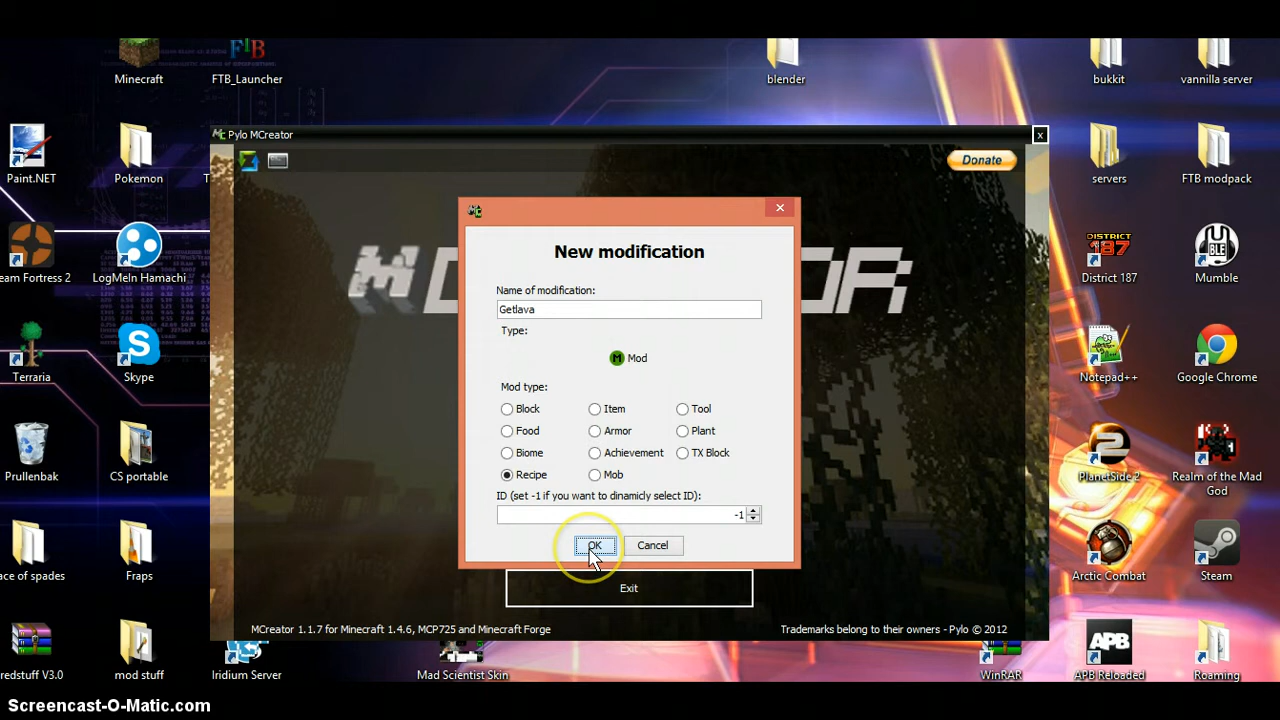 Minecraft
FTB_Launcher
blender
bukkit
vannilla server
Pylo MCreator
x
Donate
Paint.NET
Pokemon
T
servers
FTB modpack
New modification
Name of modification:
Getlava
Type:
M Mod
Mod type:
Block
Item
Tool
Food
Armor
Plant
Biome
Achievement
TX Block
Recipe
Mob
ID (set -1 if you want to dinamicly select ID):
-1
OK
Cancel
Exit
MCreator 1.1.7 for Minecraft 1.4.6, MCP725 and Minecraft Forge
Trademarks belong to their owners - Pylo © 2012
eam Fortress 2
LogMeIn Hamachi
DISTRICT
187
District 187
BLE
Mumble
Terraria
Skype
Notepad++
Google Chrome
Prullenbak
CS portable
PlanetSide 2
Realm of the Mad
God
ace of spades
Fraps
Arctic Combat
Steam
redstuff V3.0
mod stuff
Iridium Server
Mad Scientist Skin
WinRAR
APB
APB Reloaded
Roaming
Screencast-O-Matic.com